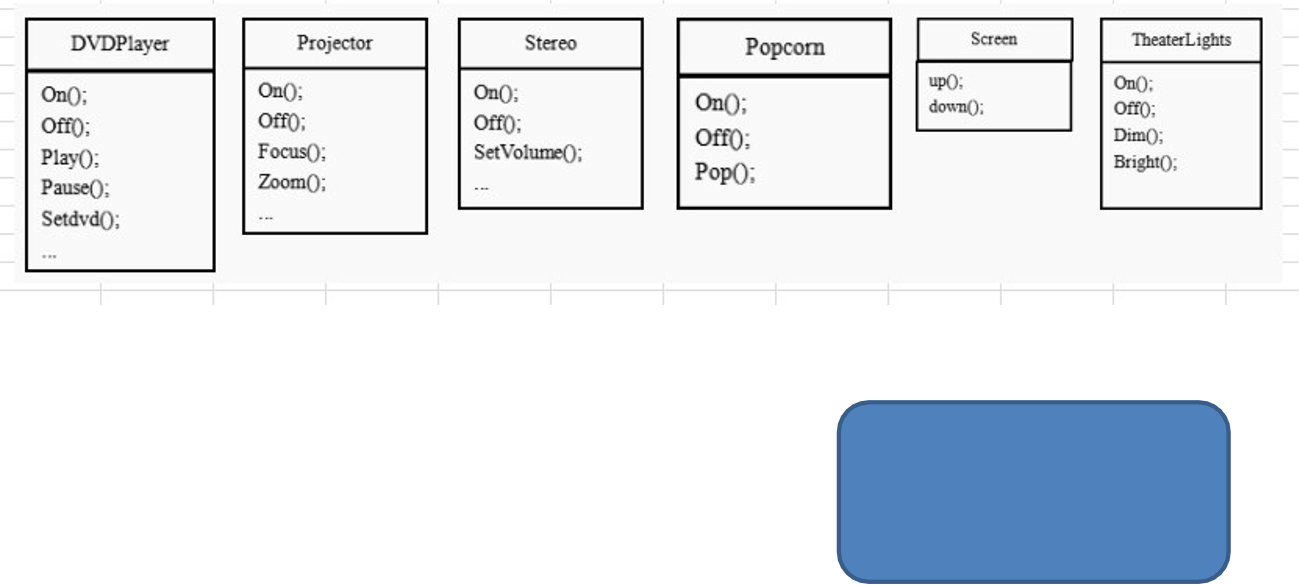 DVDPlayer
On();
Off();
Play();
Pause();
Setdvd();
...
Projector
On();
Off();
Focus();
Zoom();
...
Stereo
On();
Off();
SetVolume();
...
Popcorn
On();
Off();
Pop();
Screen
up();
down();
TheaterLights
On();
Off();
Dim();
Bright();